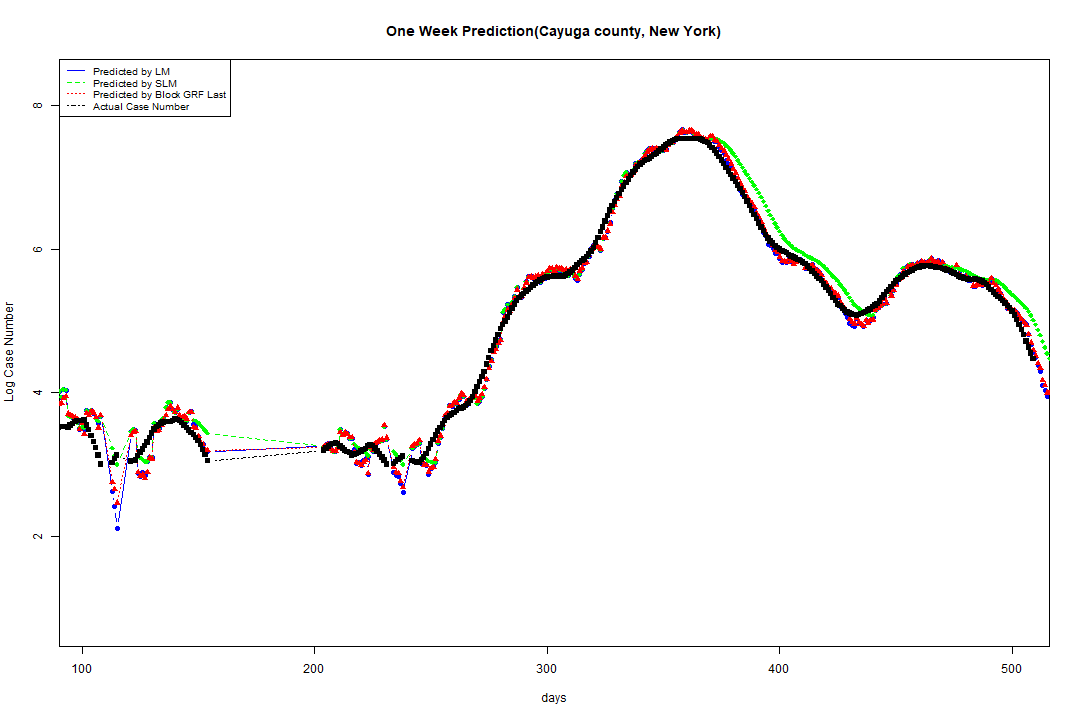 One Week Prediction(Cayuga county, New York)
Predicted by LM
Predicted by SLM
Predicted by Block GRF Last
Actual Case Number
8
6
4
2
Log Case Number
100 200 300 400 500
days